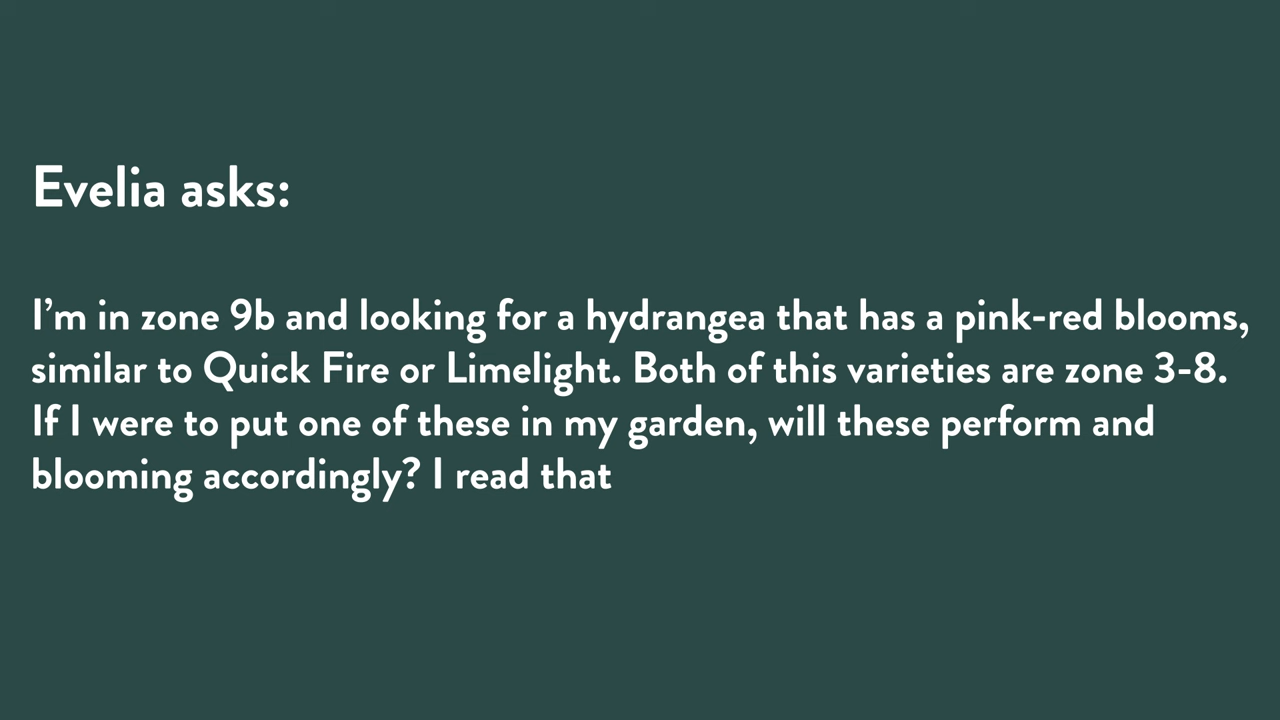 Evelia asks:
I’m in zone 9b and looking for a hydrangea that has a pink-red blooms,
similar to Quick Fire or Limelight. Both of this varieties are zone 3-8.
If I were to put one of these in my garden, will these perform and
blooming accordingly? I read that